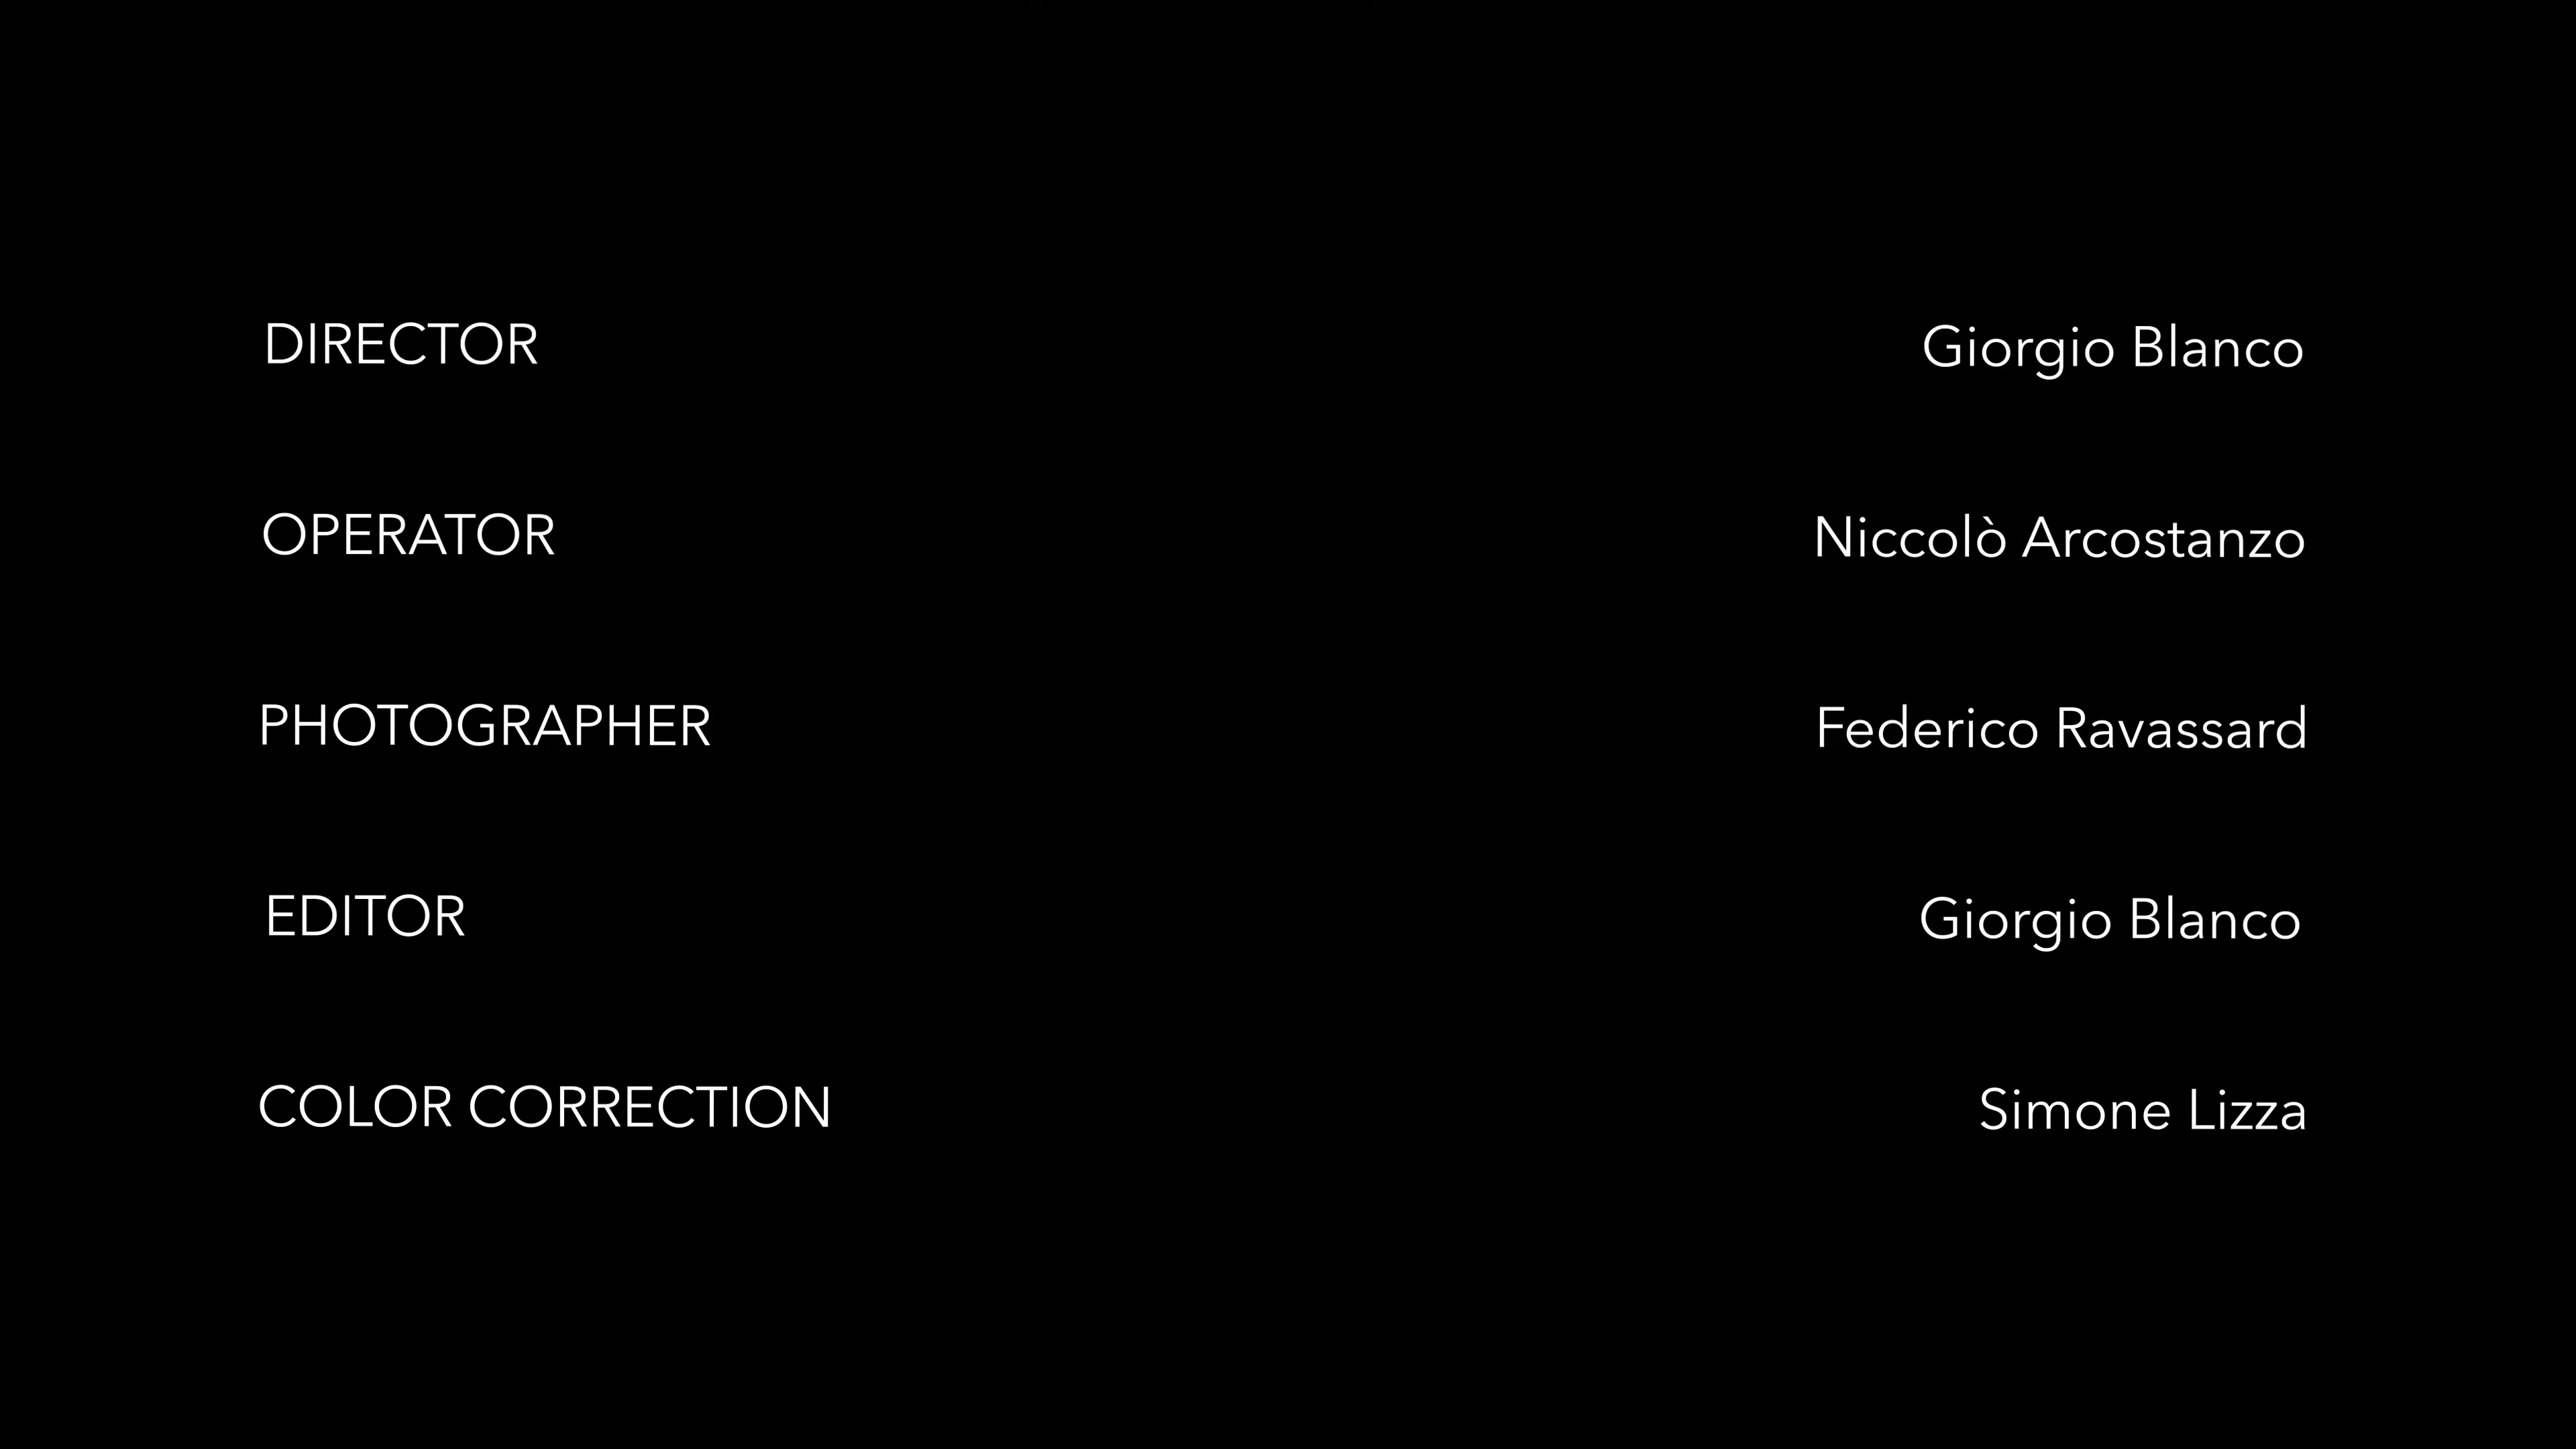 DIRECTOR Giorgio Blanco
OPERATOR Niccolò Arcostanzo
PHOTOGRAPHER Federico Ravassard
EDITOR Giorgio Blanco
COLOR CORRECTION Simone Lizza